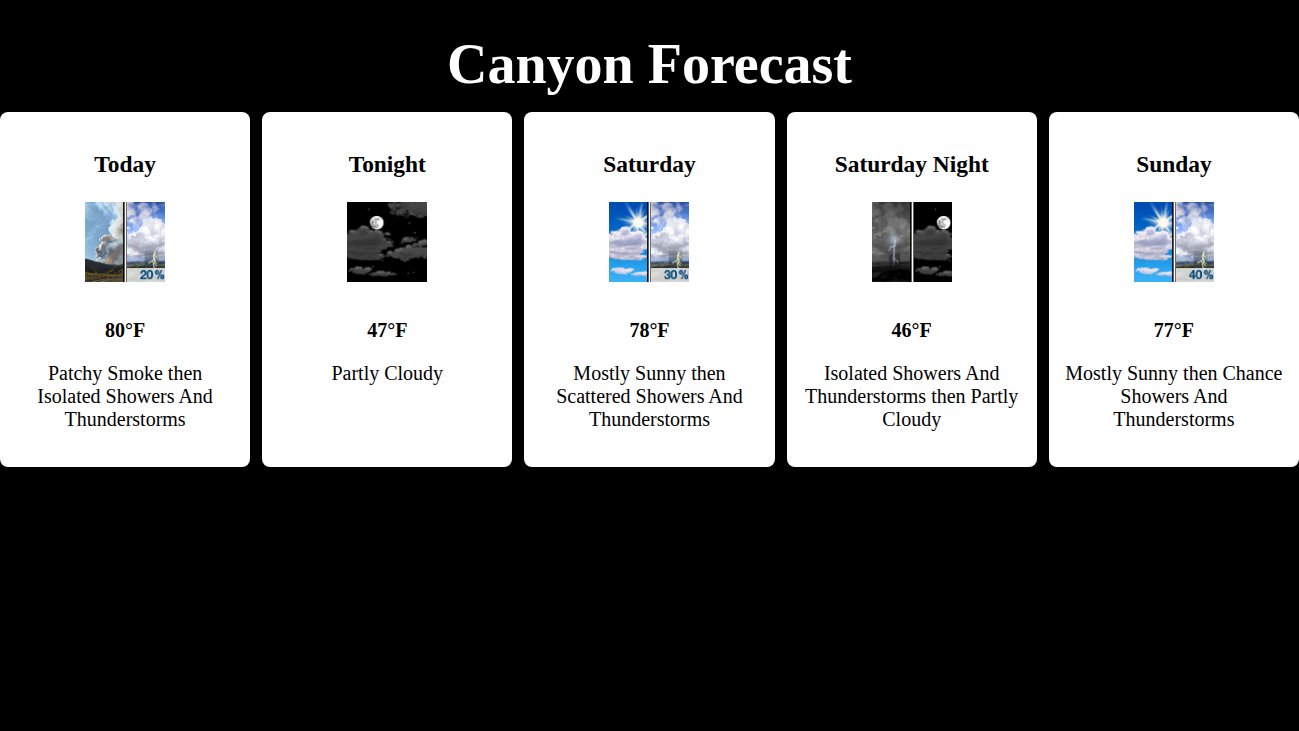 Canyon Forecast
Today
20%
80°F
Patchy Smoke then
Isolated Showers And
Thunderstorms
Tonight
47°F
Partly Cloudy
Saturday
30%
78°F
Mostly Sunny then
Scattered Showers And
Thunderstorms
Saturday Night
46°F
Isolated Showers And
Thunderstorms then Partly
Cloudy
Sunday
40%
77°F
Mostly Sunny then Chance
Showers And
Thunderstorms